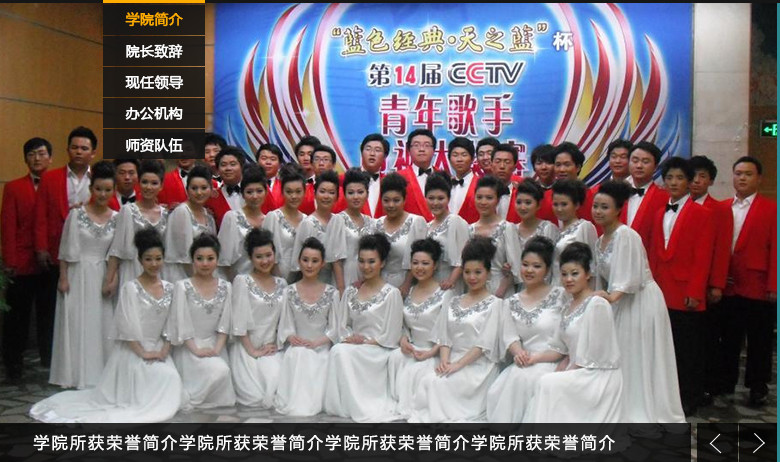 学院简介
院长致辞
现任领导
办公机构
师资队伍
“蓝色经典·天之蓝”杯
第14届CCTV
青年歌手
学院所获荣誉简介学院所获荣誉简介学院所获荣誉简介学院所获荣誉简介